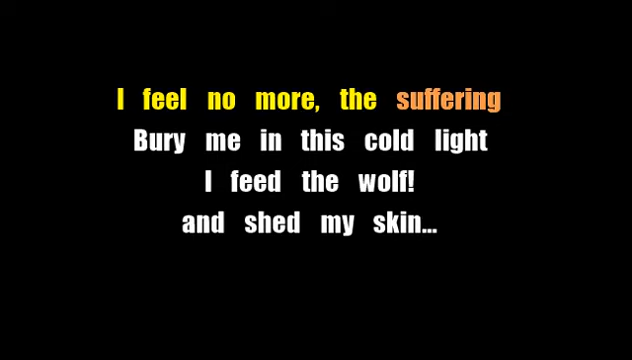 I feel no more, the suffering
Bury me in this cold light
I feed the wolf!
and shed my skin...